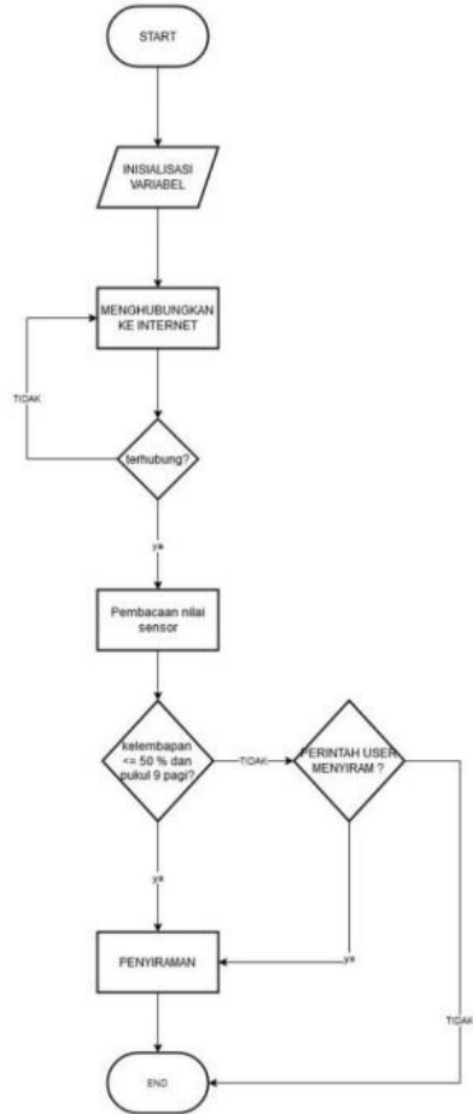 START
INISIALISASI
VARIABEL
MENGHUBUNGKAN
KE INTERNET
TIDAK
terhubung?
ya
Pembacaan nilai
sensor
kelembapan
<= 50 % dan
pukul 9 pagi?
TIDAK
PERINTAH USER
MENYIRAM ?
ya
PENYIRAMAN
ya
TIDAK
END